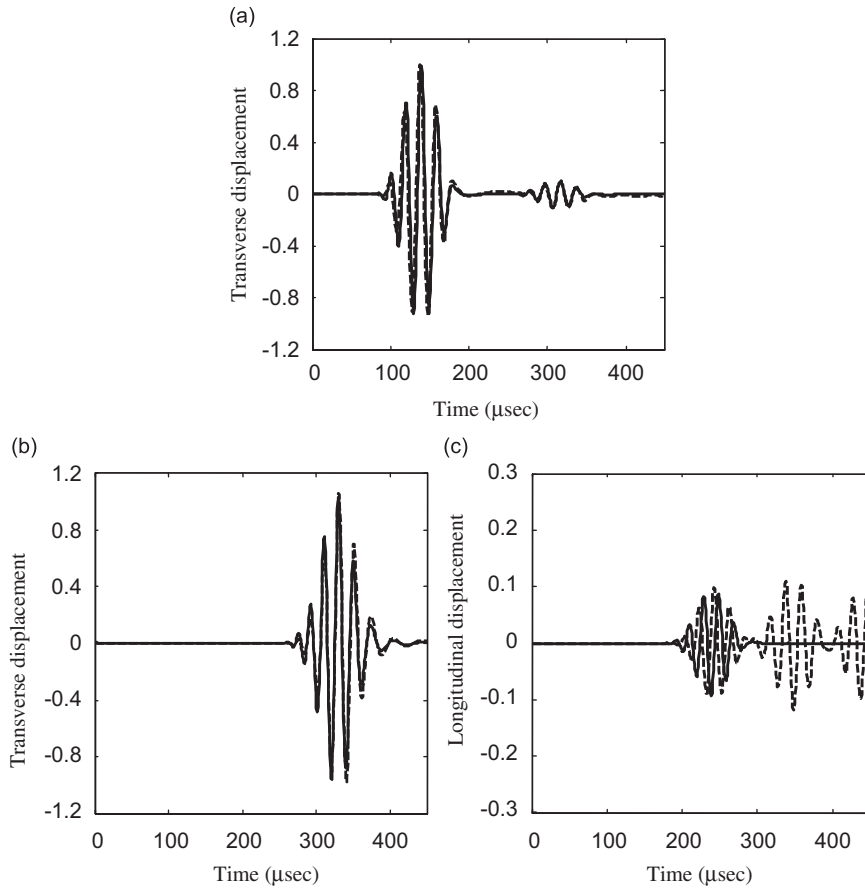 (a)
1.2
0.8
0.4
0
-0.4
-0.8
-1.2
Transverse displacement
0 100 200 300 400
Time (μsec)
(b)
1.2
0.8
0.4
0
-0.4
-0.8
-1.2
Transverse displacement
0 100 200 300 400
Time (μsec)
(c)
0.3
0.2
0.1
0
-0.1
-0.2
-0.3
Longitudinal displacement
0 100 200 300 400
Time (μsec)